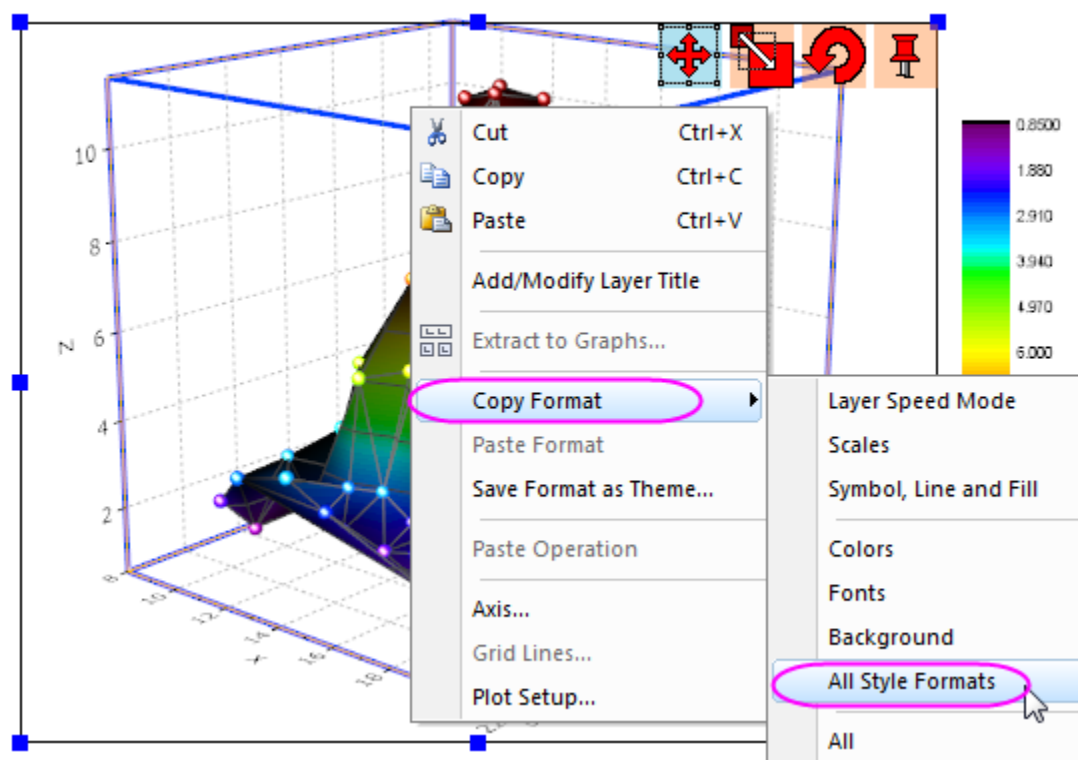 10
8
6
4
2
Z
8
10
12
14
16
18
X
0.8500
1.880
2.910
3.940
4.970
6.000
Cut Ctrl+X
Copy Ctrl+C
Paste Ctrl+V
Add/Modify Layer Title
Extract to Graphs...
Copy Format
Paste Format
Save Format as Theme...
Paste Operation
Axis...
Grid Lines...
Plot Setup...
Layer Speed Mode
Scales
Symbol, Line and Fill
Colors
Fonts
Background
All Style Formats
All